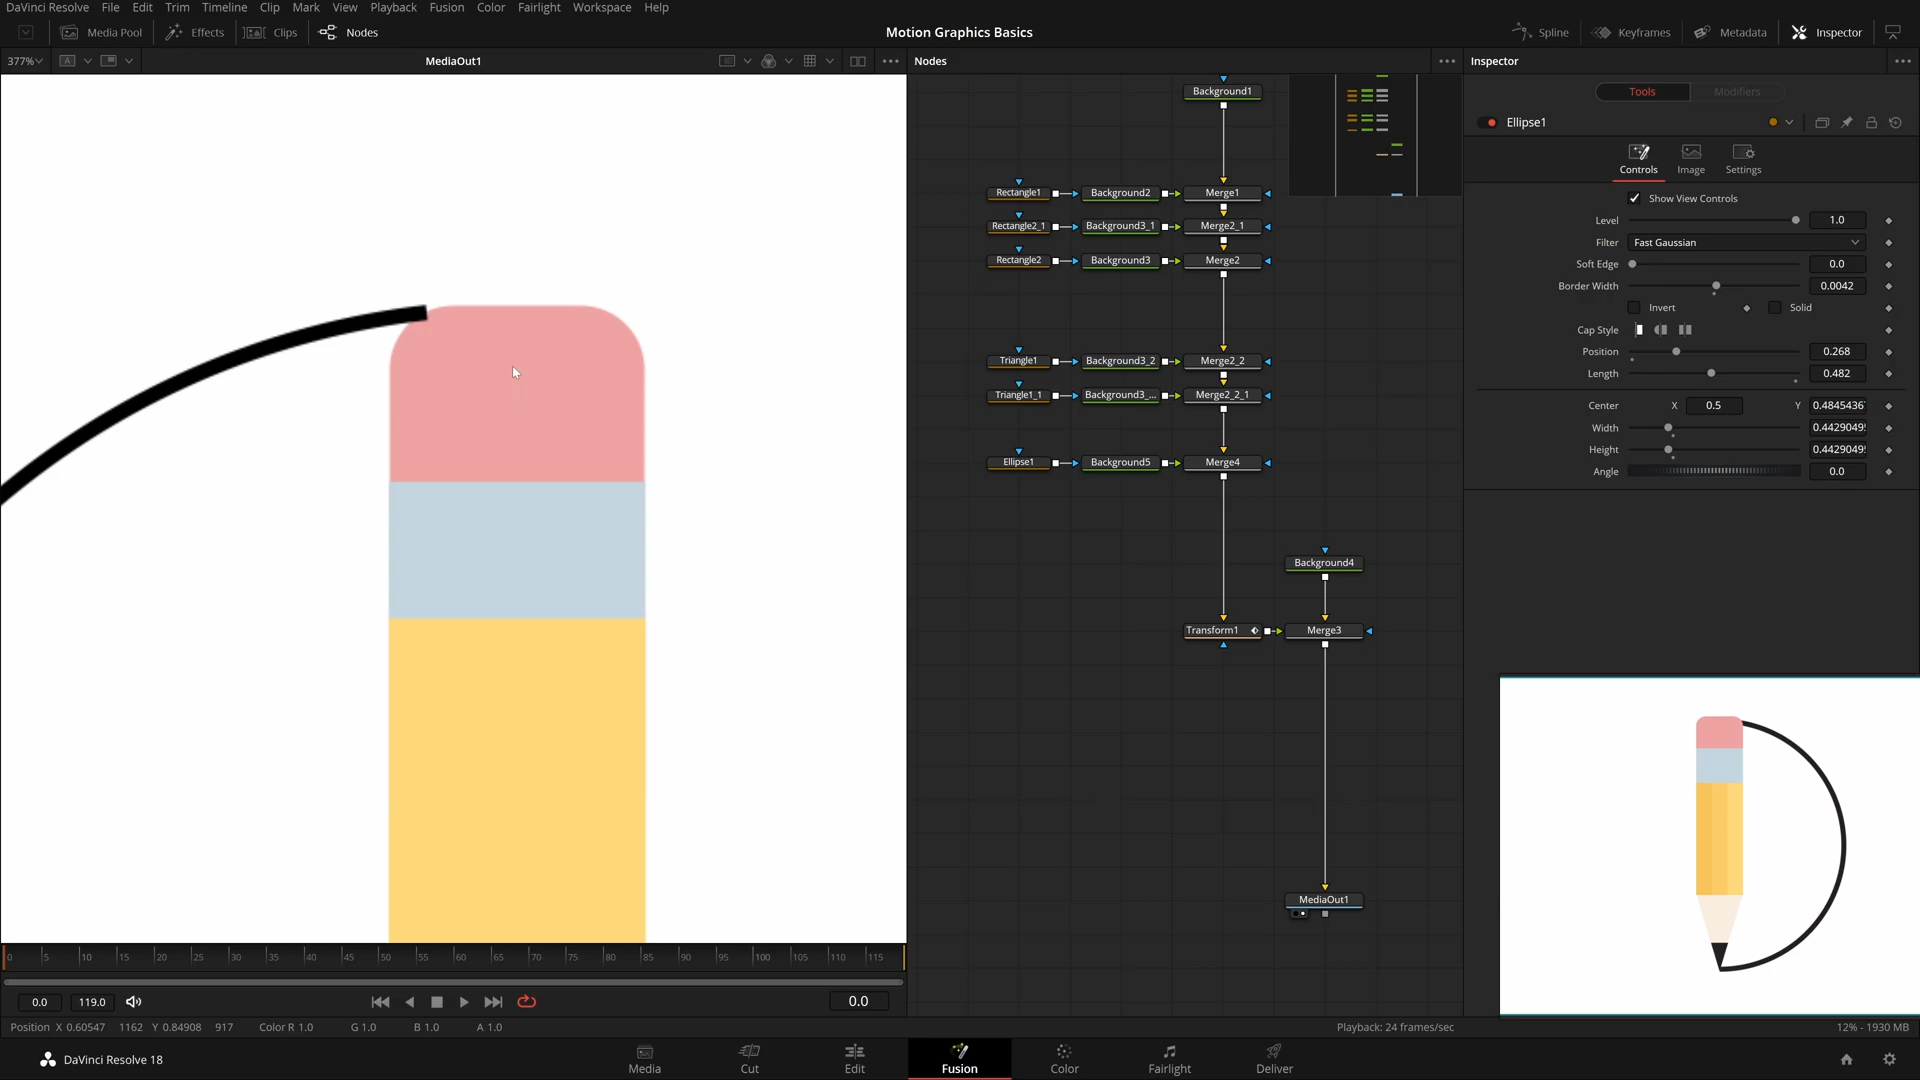 DaVinci Resolve File Edit Trim Timeline Clip Mark View Playback Fusion Color Fairlight Workspace Help
Media Pool Effects Clips Nodes
Motion Graphics Basics
Spline Keyframes Metadata Inspector
377%
MediaOut1
Nodes
Inspector
Tools Modifiers
Ellipse1
Controls Image Settings
Show View Controls
Level 1.0
Filter Fast Gaussian
Soft Edge 0.0
Border Width 0.0042
Invert Solid
Cap Style
Position 0.268
Length 0.482
Center X 0.5 Y 0.4845436
Width 0.4429049
Height 0.4429049
Angle 0.0
Background1
Rectangle1 Background2 Merge1
Rectangle2_1 Background3_1 Merge2_1
Rectangle2 Background3 Merge2
Triangle1 Background3_2 Merge2_2
Triangle1_1 Background3_... Merge2_2_1
Ellipse1 Background5 Merge4
Background4
Transform1 Merge3
MediaOut1
0 5 10 15 20 25 30 35 40 45 50 55 60 65 70 75 80 85 90 95 100 105 110 115
0.0 119.0 0.0
Position X 0.60547 1162 Y 0.84908 917 Color R 1.0 G 1.0 B 1.0 A 1.0
Playback: 24 frames/sec
12% - 1930 MB
DaVinci Resolve 18
Media Cut Edit Fusion Color Fairlight Deliver